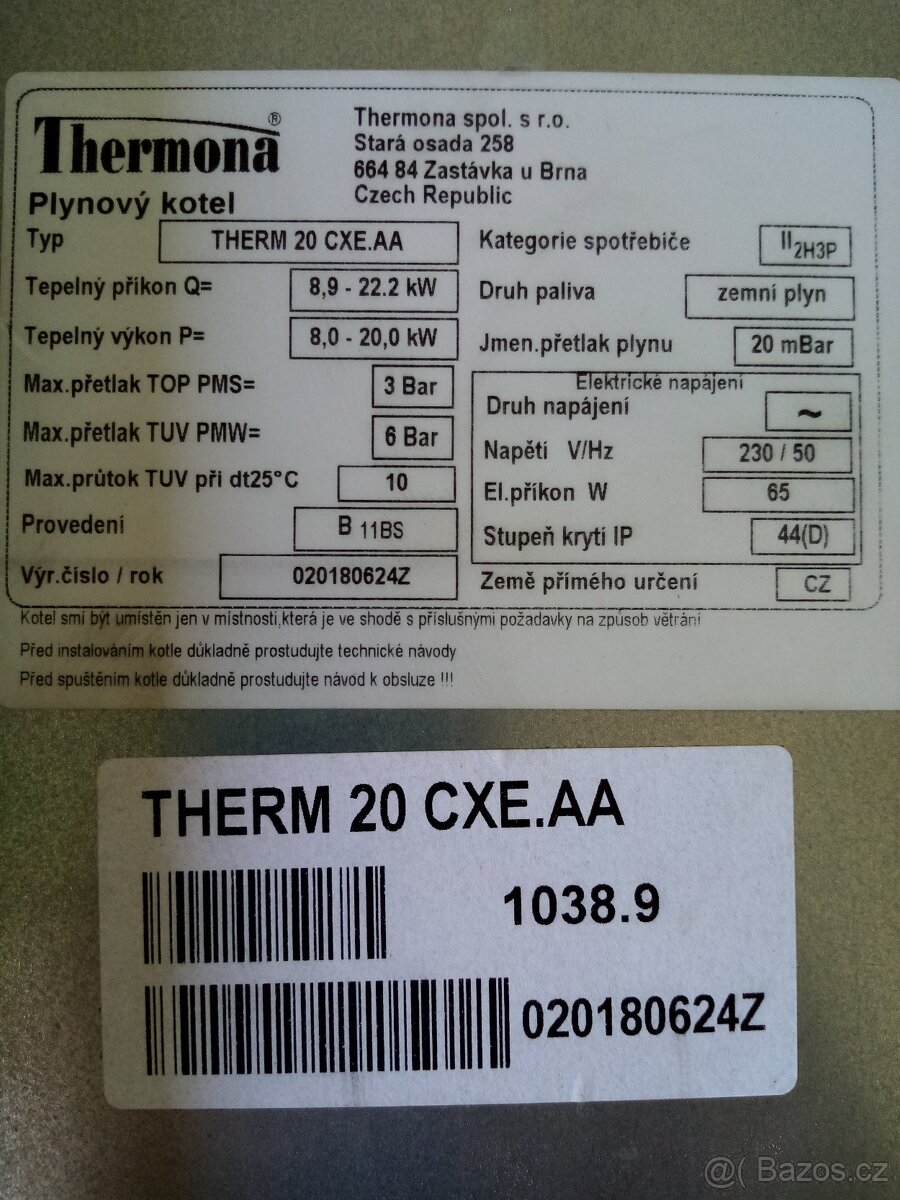 Thermona®
Thermona spol. s r.o.
Stará osada 258
664 84 Zastávka u Brna
Czech Republic
Plynový kotel
Typ THERM 20 CXE.AA
Tepelný příkon Q= 8,9 - 22.2 kW
Tepelný výkon P= 8,0 - 20,0 kW
Max.přetlak TOP PMS= 3 Bar
Max.přetlak TUV PMW= 6 Bar
Max.průtok TUV při dt25°C 10
Provedení B 11BS
Výr.číslo / rok 020180624Z
Kategorie spotřebiče II2H3P
Druh paliva zemní plyn
Jmen.přetlak plynu 20 mBar
Elektrické napájení
Druh napájení ~
Napětí V/Hz 230 / 50
El.příkon W 65
Stupeň krytí IP 44(D)
Země přímého určení CZ
Kotel smí být umístěn jen v místnosti,která je ve shodě s příslušnými požadavky na způsob větrání
Před instalováním kotle důkladně prostudujte technické návody
Před spuštěním kotle důkladně prostudujte návod k obsluze !!!
THERM 20 CXE.AA
1038.9
020180624Z
@( Bazos.cz